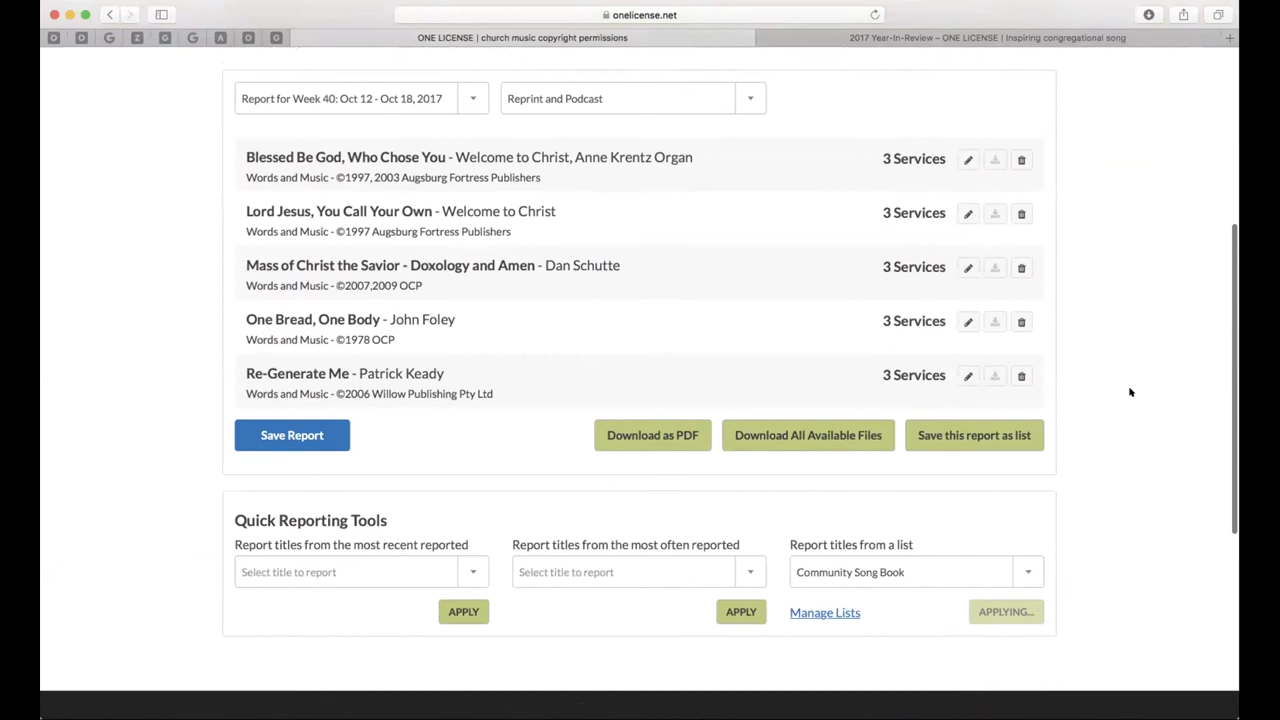 onelicense.net
O
O
G
Z
G
G
A
O
G
ONE LICENSE | church music copyright permissions
2017 Year-In-Review – ONE LICENSE | Inspiring congregational song
Report for Week 40: Oct 12 - Oct 18, 2017
Reprint and Podcast
Blessed Be God, Who Chose You - Welcome to Christ, Anne Krentz Organ
3 Services
Words and Music - ©1997, 2003 Augsburg Fortress Publishers
Lord Jesus, You Call Your Own - Welcome to Christ
3 Services
Words and Music - ©1997 Augsburg Fortress Publishers
Mass of Christ the Savior - Doxology and Amen - Dan Schutte
3 Services
Words and Music - ©2007,2009 OCP
One Bread, One Body - John Foley
3 Services
Words and Music - ©1978 OCP
Re-Generate Me - Patrick Keady
3 Services
Words and Music - ©2006 Willow Publishing Pty Ltd
Save Report
Download as PDF
Download All Available Files
Save this report as list
Quick Reporting Tools
Report titles from the most recent reported
Report titles from the most often reported
Report titles from a list
Select title to report
Select title to report
Community Song Book
APPLY
APPLY
Manage Lists
APPLYING...